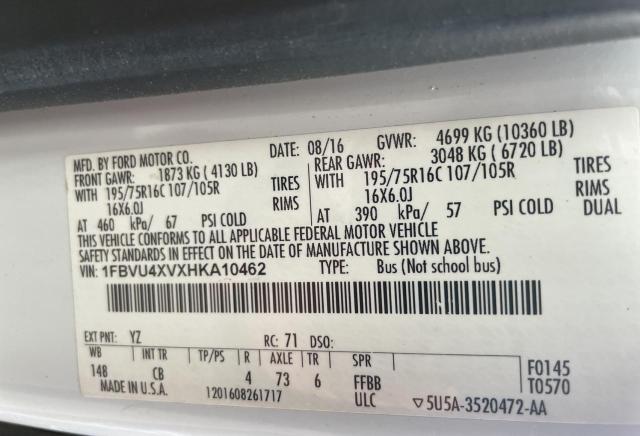 MFD. BY FORD MOTOR CO.
DATE: 08/16 GVWR: 4699 KG (10360 LB)
FRONT GAWR: 1873 KG (4130 LB)
WITH 195/75R16C 107/105R TIRES
16X6.0J RIMS
AT 460 kPa/ 67 PSI COLD
REAR GAWR: 3048 KG (6720 LB)
WITH 195/75R16C 107/105R TIRES
16X6.0J RIMS
AT 390 kPa/ 57 PSI COLD DUAL
THIS VEHICLE CONFORMS TO ALL APPLICABLE FEDERAL MOTOR VEHICLE
SAFETY STANDARDS IN EFFECT ON THE DATE OF MANUFACTURE SHOWN ABOVE.
VIN: 1FBVU4XVXHKA10462 TYPE: Bus (Not school bus)
EXT PNT: YZ RC: 71 DSO:
WB INT TR TP/PS R AXLE TR SPR F0145
148 CB 4 73 6 FFBB T0570
MADE IN U.S.A. 1201608261717 ULC ▽5U5A-3520472-AA